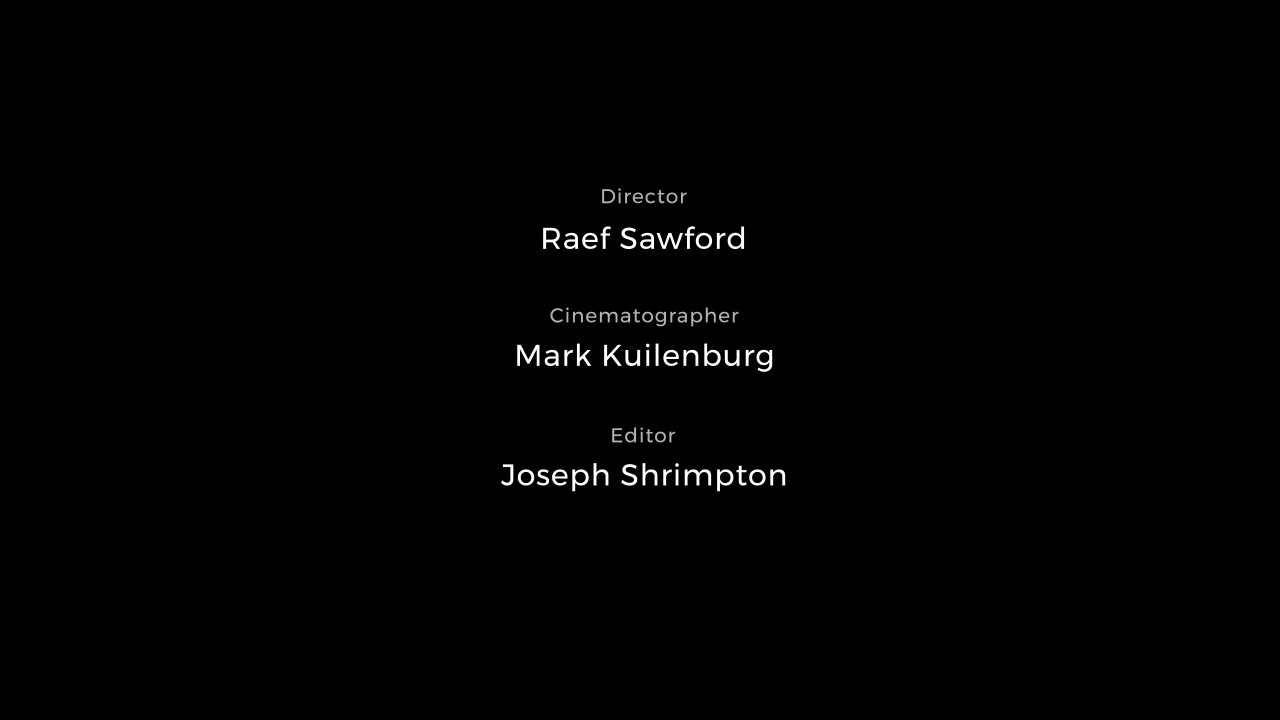 Director
Raef Sawford
Cinematographer
Mark Kuilenburg
Editor
Joseph Shrimpton